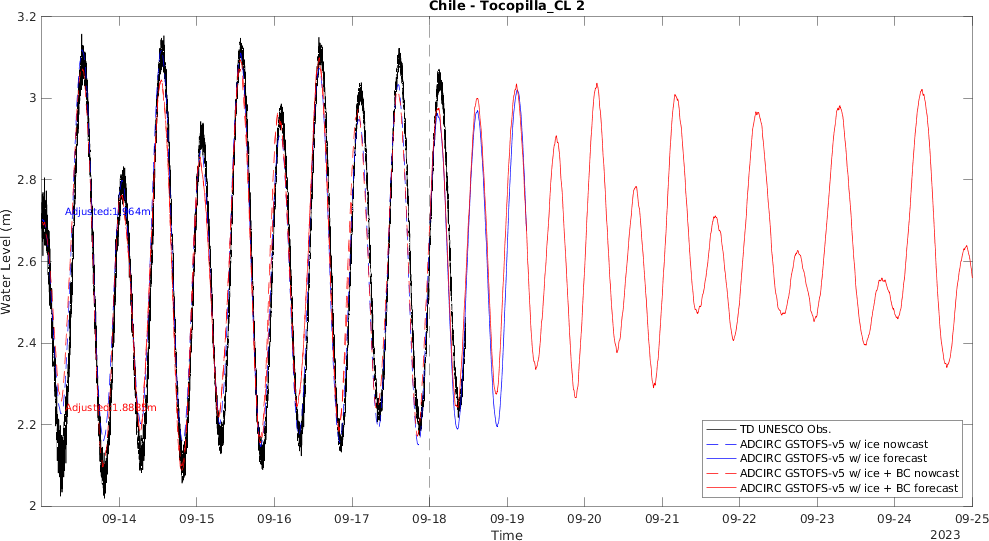 Chile - Tocopilla_CL 2
3.2
3
2.8
2.6
2.4
2.2
2
Water Level (m)
Adjusted:1.964m
Adjusted:1.8885m
TD UNESCO Obs.
ADCIRC GSTOFS-v5 w/ ice nowcast
ADCIRC GSTOFS-v5 w/ ice forecast
ADCIRC GSTOFS-v5 w/ ice + BC nowcast
ADCIRC GSTOFS-v5 w/ ice + BC forecast
09-14 09-15 09-16 09-17 09-18 09-19 09-20 09-21 09-22 09-23 09-24 09-25
Time
2023